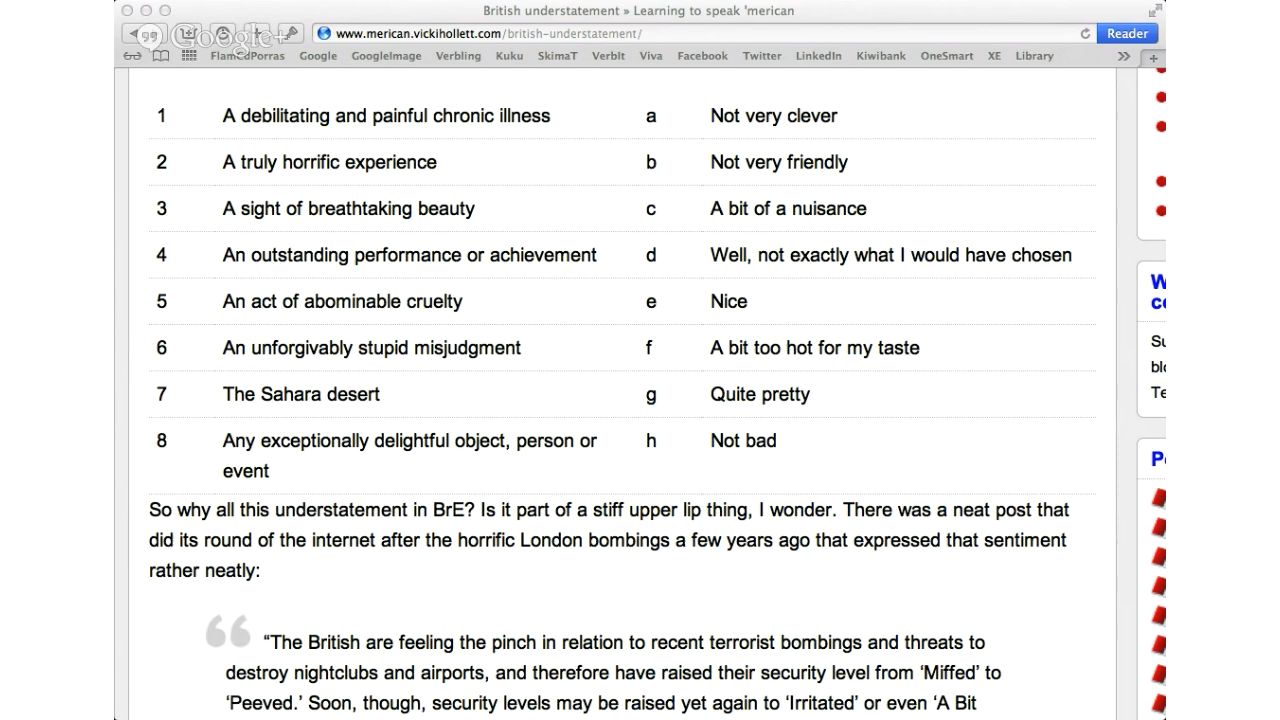 British understatement » Learning to speak 'merican
Google+
www.merican.vickihollett.com/british-understatement/
Reader
FlamCdPorras Google GoogleImage Verbling Kuku SkimaT VerbIt Viva Facebook Twitter LinkedIn Kiwibank OneSmart XE Library
1 A debilitating and painful chronic illness a Not very clever
2 A truly horrific experience b Not very friendly
3 A sight of breathtaking beauty c A bit of a nuisance
4 An outstanding performance or achievement d Well, not exactly what I would have chosen
5 An act of abominable cruelty e Nice
6 An unforgivably stupid misjudgment f A bit too hot for my taste
7 The Sahara desert g Quite pretty
8 Any exceptionally delightful object, person or h Not bad
event
So why all this understatement in BrE? Is it part of a stiff upper lip thing, I wonder. There was a neat post that
did its round of the internet after the horrific London bombings a few years ago that expressed that sentiment
rather neatly:
“The British are feeling the pinch in relation to recent terrorist bombings and threats to
destroy nightclubs and airports, and therefore have raised their security level from ‘Miffed’ to
‘Peeved.’ Soon, though, security levels may be raised yet again to ‘Irritated’ or even ‘A Bit